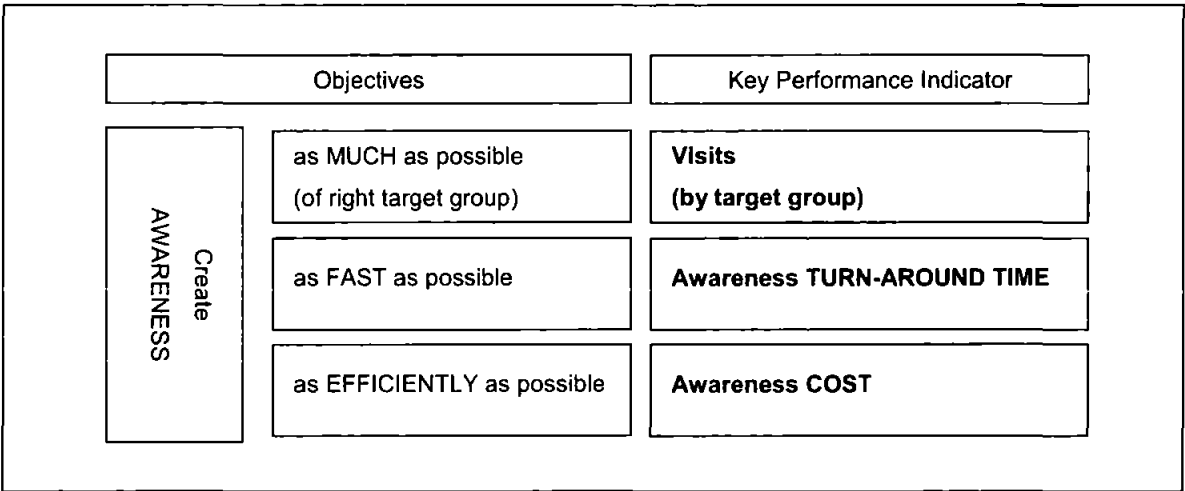 Objectives
Key Performance Indicator
Create
AWARENESS
as MUCH as possible
(of right target group)
VIsits
(by target group)
as FAST as possible
Awareness TURN-AROUND TIME
as EFFICIENTLY as possible
Awareness COST